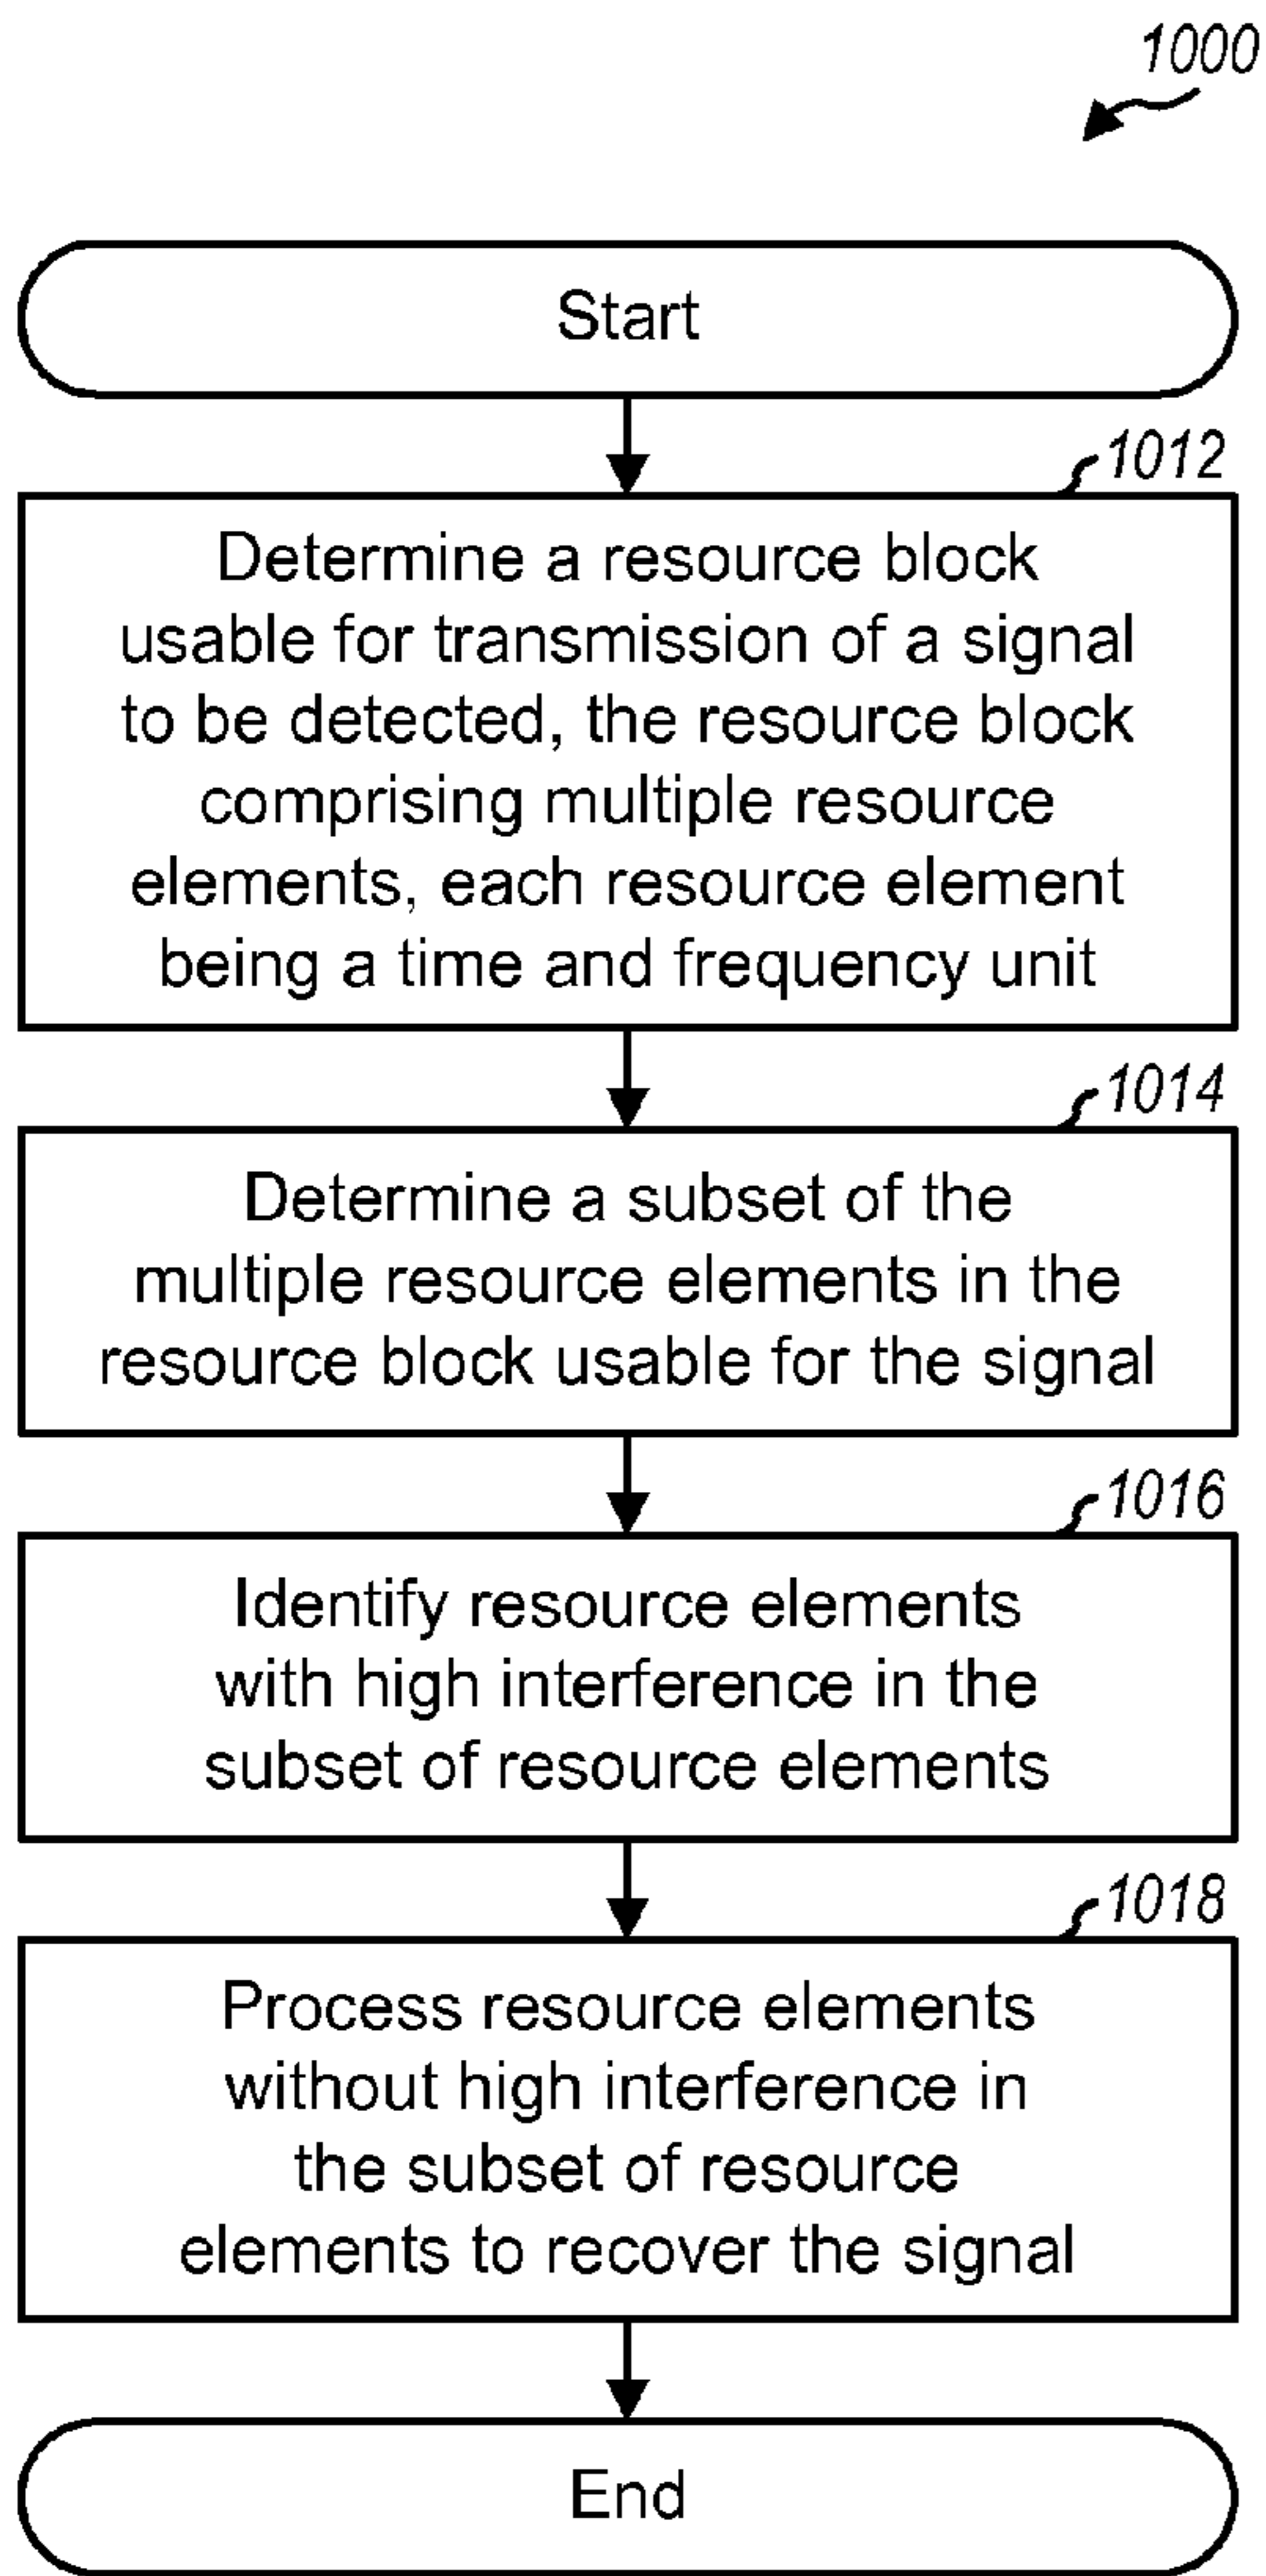 1000
Start
1012
Determine a resource block
usable for transmission of a signal
to be detected, the resource block
comprising multiple resource
elements, each resource element
being a time and frequency unit
1014
Determine a subset of the
multiple resource elements in the
resource block usable for the signal
1016
Identify resource elements
with high interference in the
subset of resource elements
1018
Process resource elements
without high interference in
the subset of resource
elements to recover the signal
End